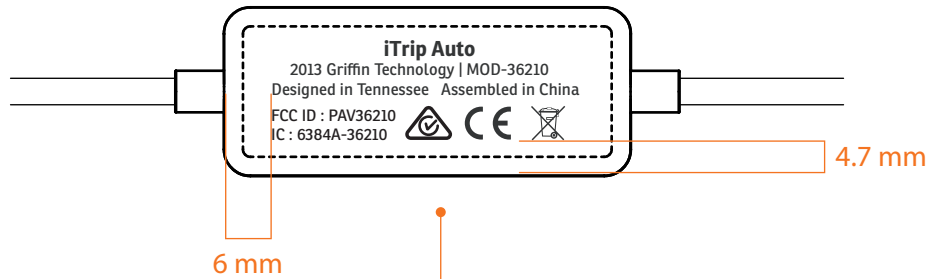 iTrip Auto
2013 Griffin Technology | MOD-36210
Designed in Tennessee Assembled in China
FCC ID : PAV36210
IC : 6384A-36210
CE
4.7 mm
6 mm